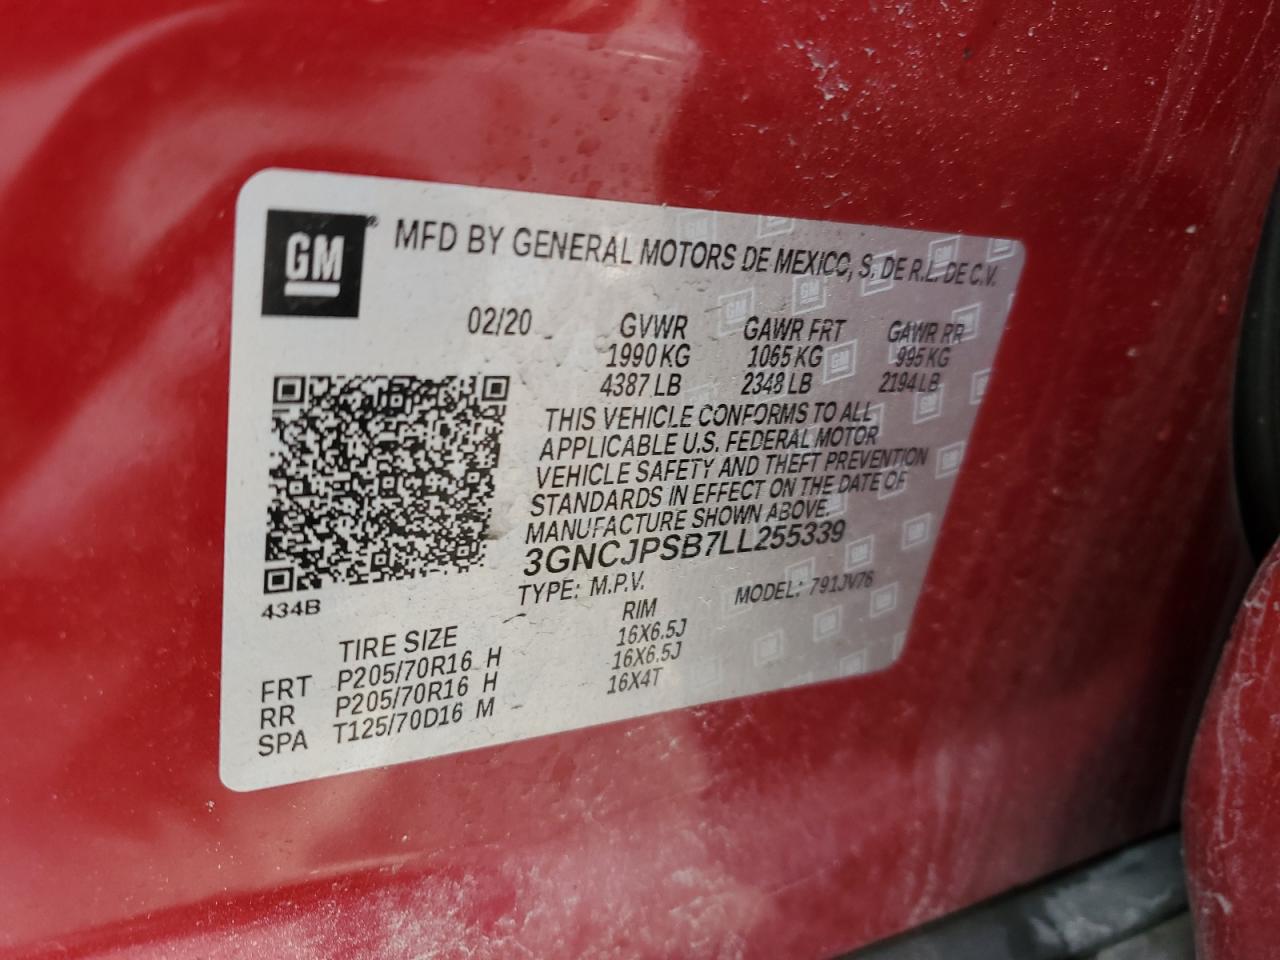 GM ® MFD BY GENERAL MOTORS DE MEXICO, S. DE R.L. DE C.V.
02/20 GVWR GAWR FRT GAWR RR
1990 KG 1065 KG 995 KG
4387 LB 2348 LB 2194 LB
THIS VEHICLE CONFORMS TO ALL
APPLICABLE U.S. FEDERAL MOTOR
VEHICLE SAFETY AND THEFT PREVENTION
STANDARDS IN EFFECT ON THE DATE OF
MANUFACTURE SHOWN ABOVE.
3GNCJPSB7LL255339
TYPE: M.P.V. MODEL: 791JV76
434B
TIRE SIZE RIM
FRT P205/70R16 H 16X6.5J
RR P205/70R16 H 16X6.5J
SPA T125/70D16 M 16X4T